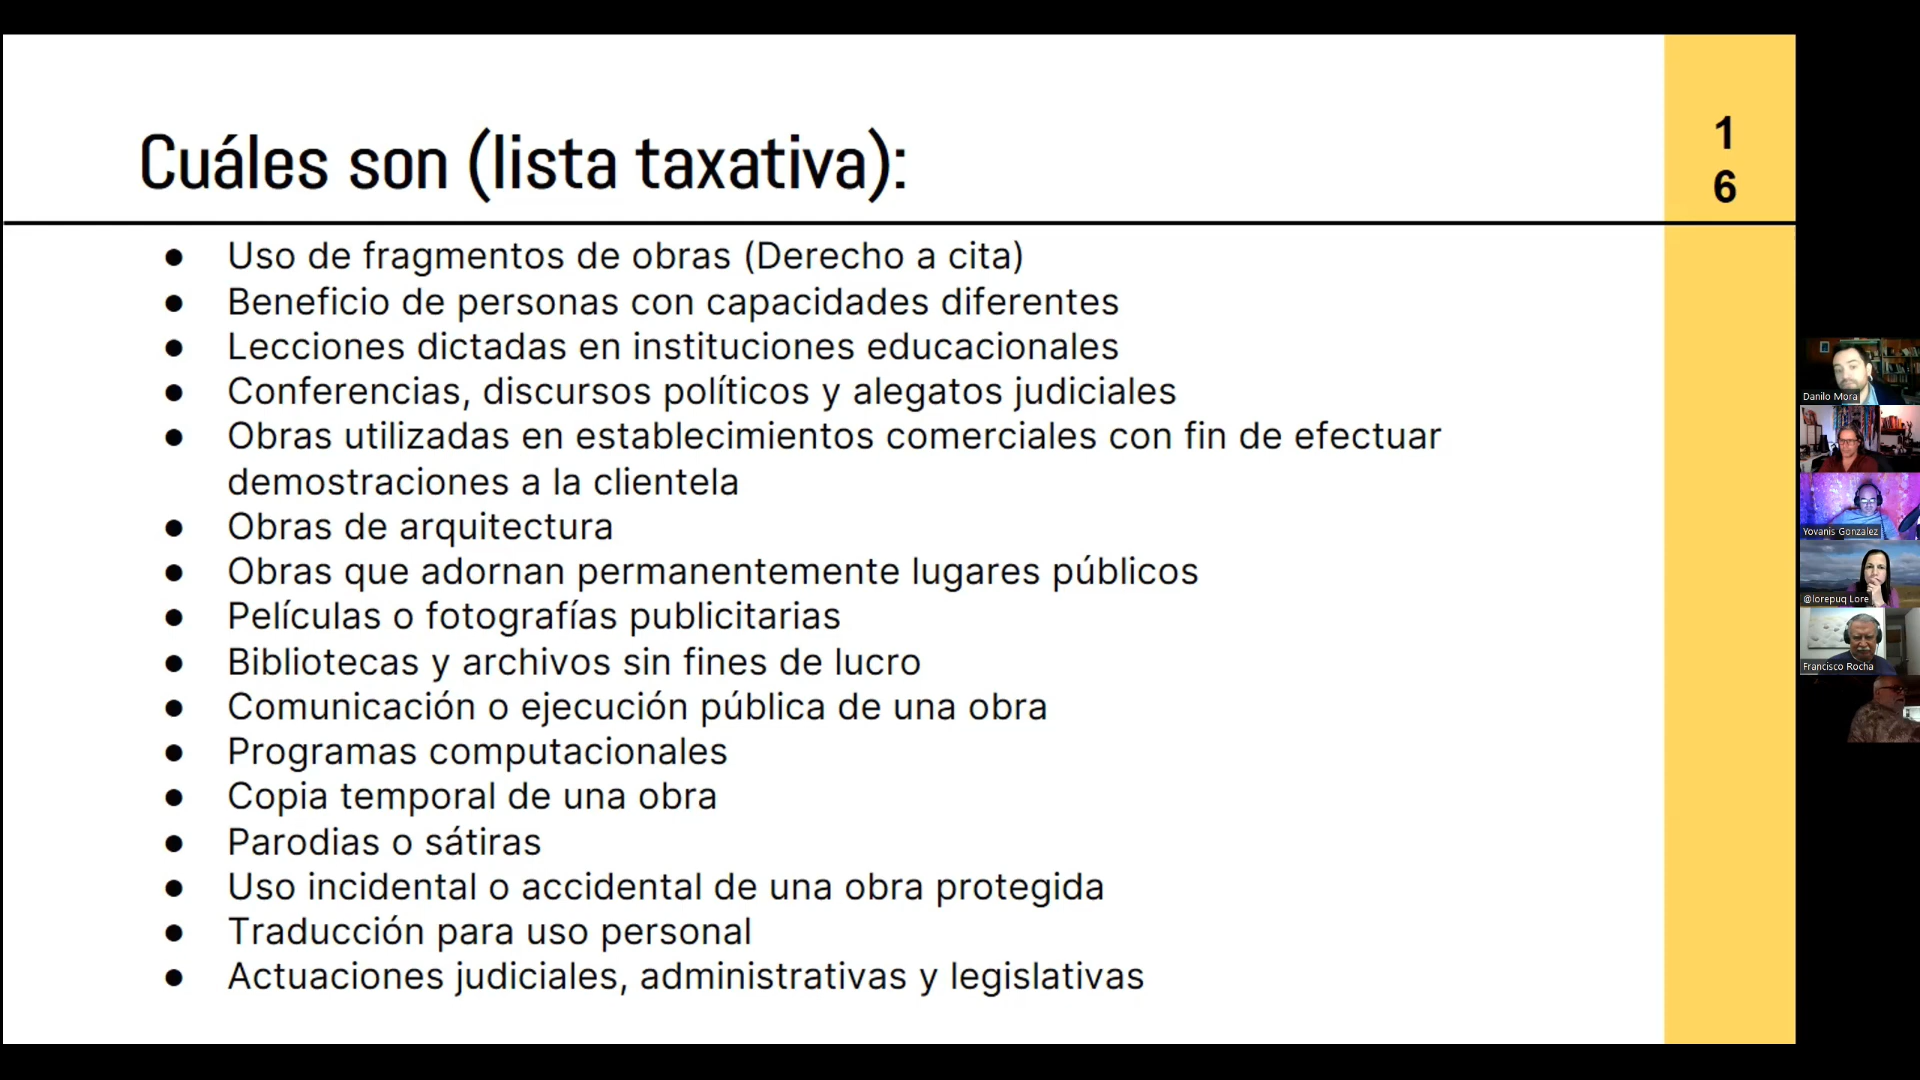 Cuáles son (lista taxativa):
1
6
● Uso de fragmentos de obras (Derecho a cita)
● Beneficio de personas con capacidades diferentes
● Lecciones dictadas en instituciones educacionales
● Conferencias, discursos políticos y alegatos judiciales
● Obras utilizadas en establecimientos comerciales con fin de efectuar
demostraciones a la clientela
● Obras de arquitectura
● Obras que adornan permanentemente lugares públicos
● Películas o fotografías publicitarias
● Bibliotecas y archivos sin fines de lucro
● Comunicación o ejecución pública de una obra
● Programas computacionales
● Copia temporal de una obra
● Parodias o sátiras
● Uso incidental o accidental de una obra protegida
● Traducción para uso personal
● Actuaciones judiciales, administrativas y legislativas
Danilo Mora
Yovanis Gonzalez
@lorepuq Lore
Francisco Rocha